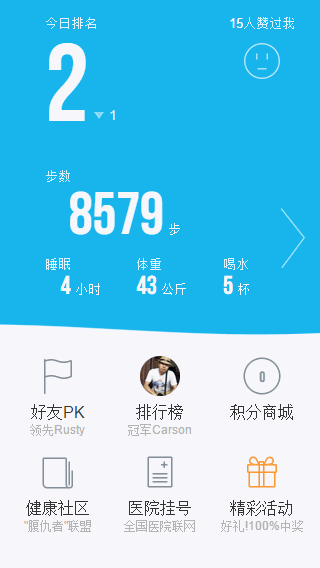 今日排名
15人赞过我
2 1
步数
8579 步
睡眠 体重 喝水
4 小时 43 公斤 5 杯
0
好友PK 排行榜 积分商城
领先Rusty 冠军Carson
健康社区 医院挂号 精彩活动
"腹仇者"联盟 全国医院联网 好礼!100%中奖